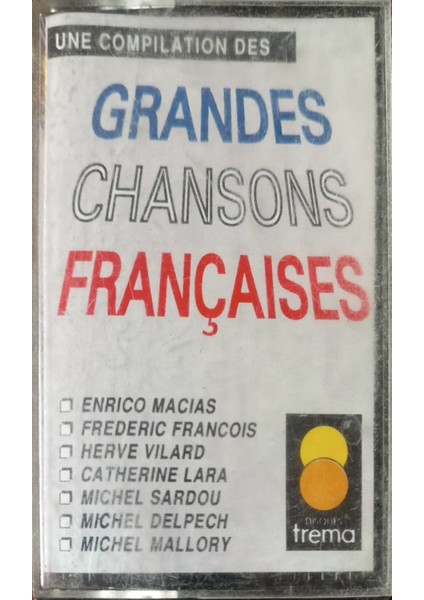 UNE COMPILATION DES
GRANDES
CHANSONS
FRANÇAISES
❒ ENRICO MACIAS
❒ FREDERIC FRANCOIS
❒ HERVE VILARD
❒ CATHERINE LARA
❒ MICHEL SARDOU
❒ MICHEL DELPECH
❒ MICHEL MALLORY
DISQUES
trema